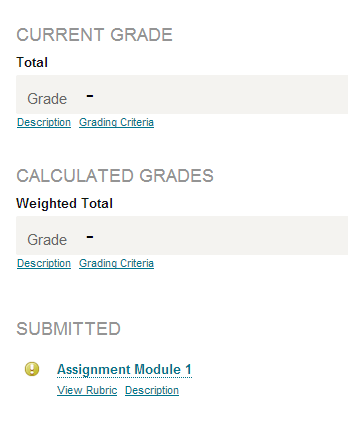 CURRENT GRADE
Total
Grade -
Description Grading Criteria
CALCULATED GRADES
Weighted Total
Grade -
Description Grading Criteria
SUBMITTED
! Assignment Module 1
View Rubric Description